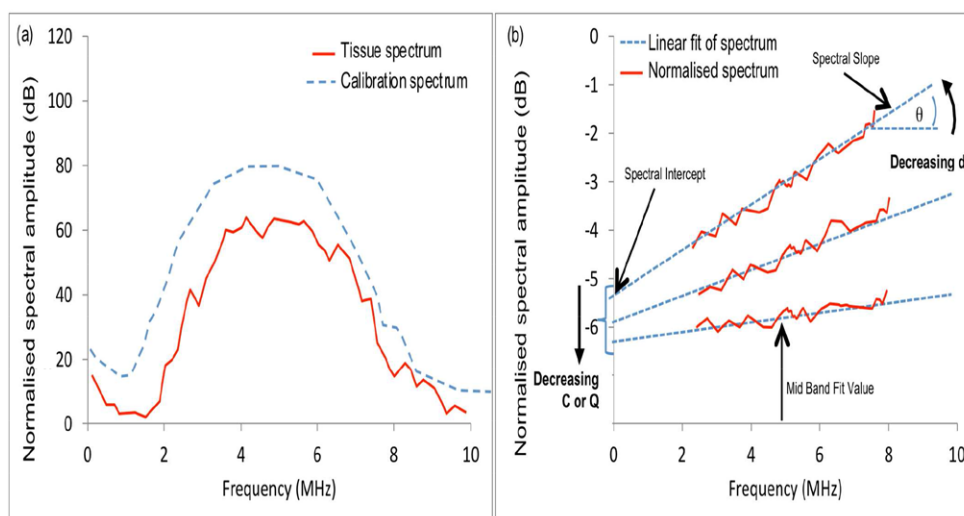 (a)
120
100
80
60
40
20
0
Normalised spectral amplitude (dB)
Tissue spectrum
Calibration spectrum
0 2 4 6 8 10
Frequency (MHz)
(b)
0
-1
-2
-3
-4
-5
-6
Normalised spectral amplitude (dB)
Linear fit of spectrum
Normalised spectrum
Spectral Slope
θ
Decreasing d
Spectral Intercept
Decreasing
C or Q
Mid Band Fit Value
0 2 4 6 8 10
Frequency (MHz)